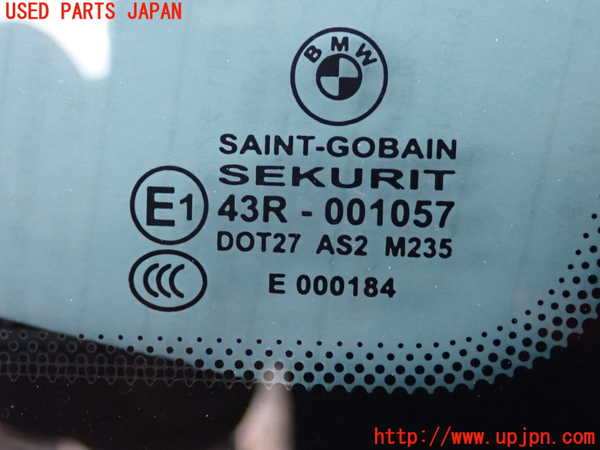 USED PARTS JAPAN
BMW
SAINT-GOBAIN
SEKURIT
E1 43R - 001057
DOT27 AS2 M235
CCC E 000184
http://www.upjpn.com